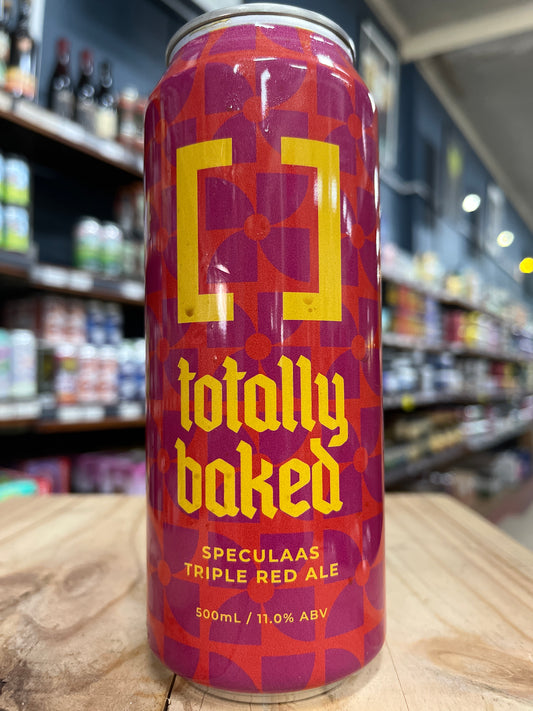 [ ]
totally
baked
SPECULAAS
TRIPLE RED ALE
500mL / 11.0% ABV